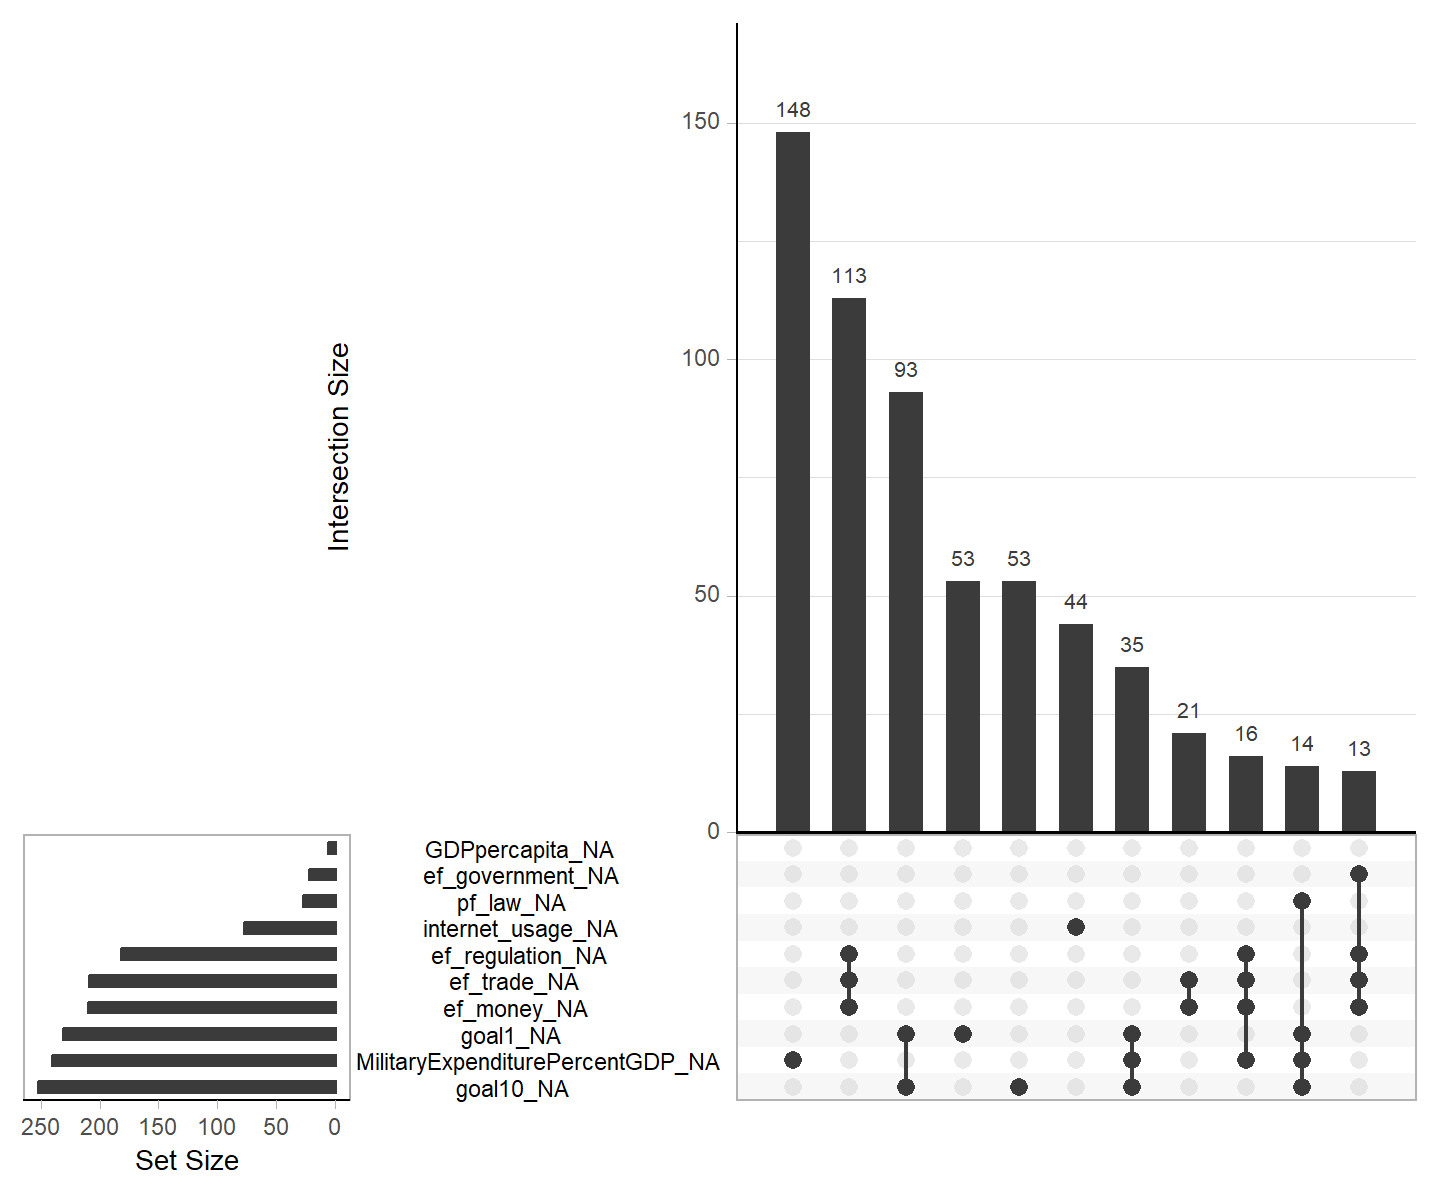 148
150
113
100
93
Intersection Size
53
53
50
44
35
21
16
14
13
0
GDPpercapita_NA
ef_government_NA
pf_law_NA
internet_usage_NA
ef_regulation_NA
ef_trade_NA
ef_money_NA
goal1_NA
MilitaryExpenditurePercentGDP_NA
goal10_NA
250 200 150 100 50 0
Set Size